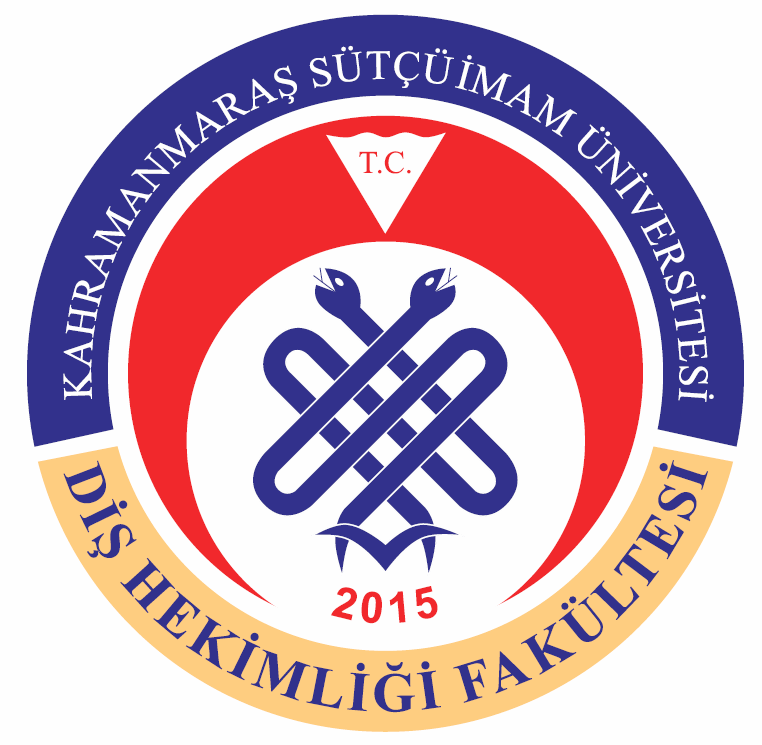 KAHRAMANMARAŞ SÜTÇÜİMAM ÜNİVERSİTESİ
T.C.
2015
DİŞ HEKİMLİĞİ FAKÜLTESİ